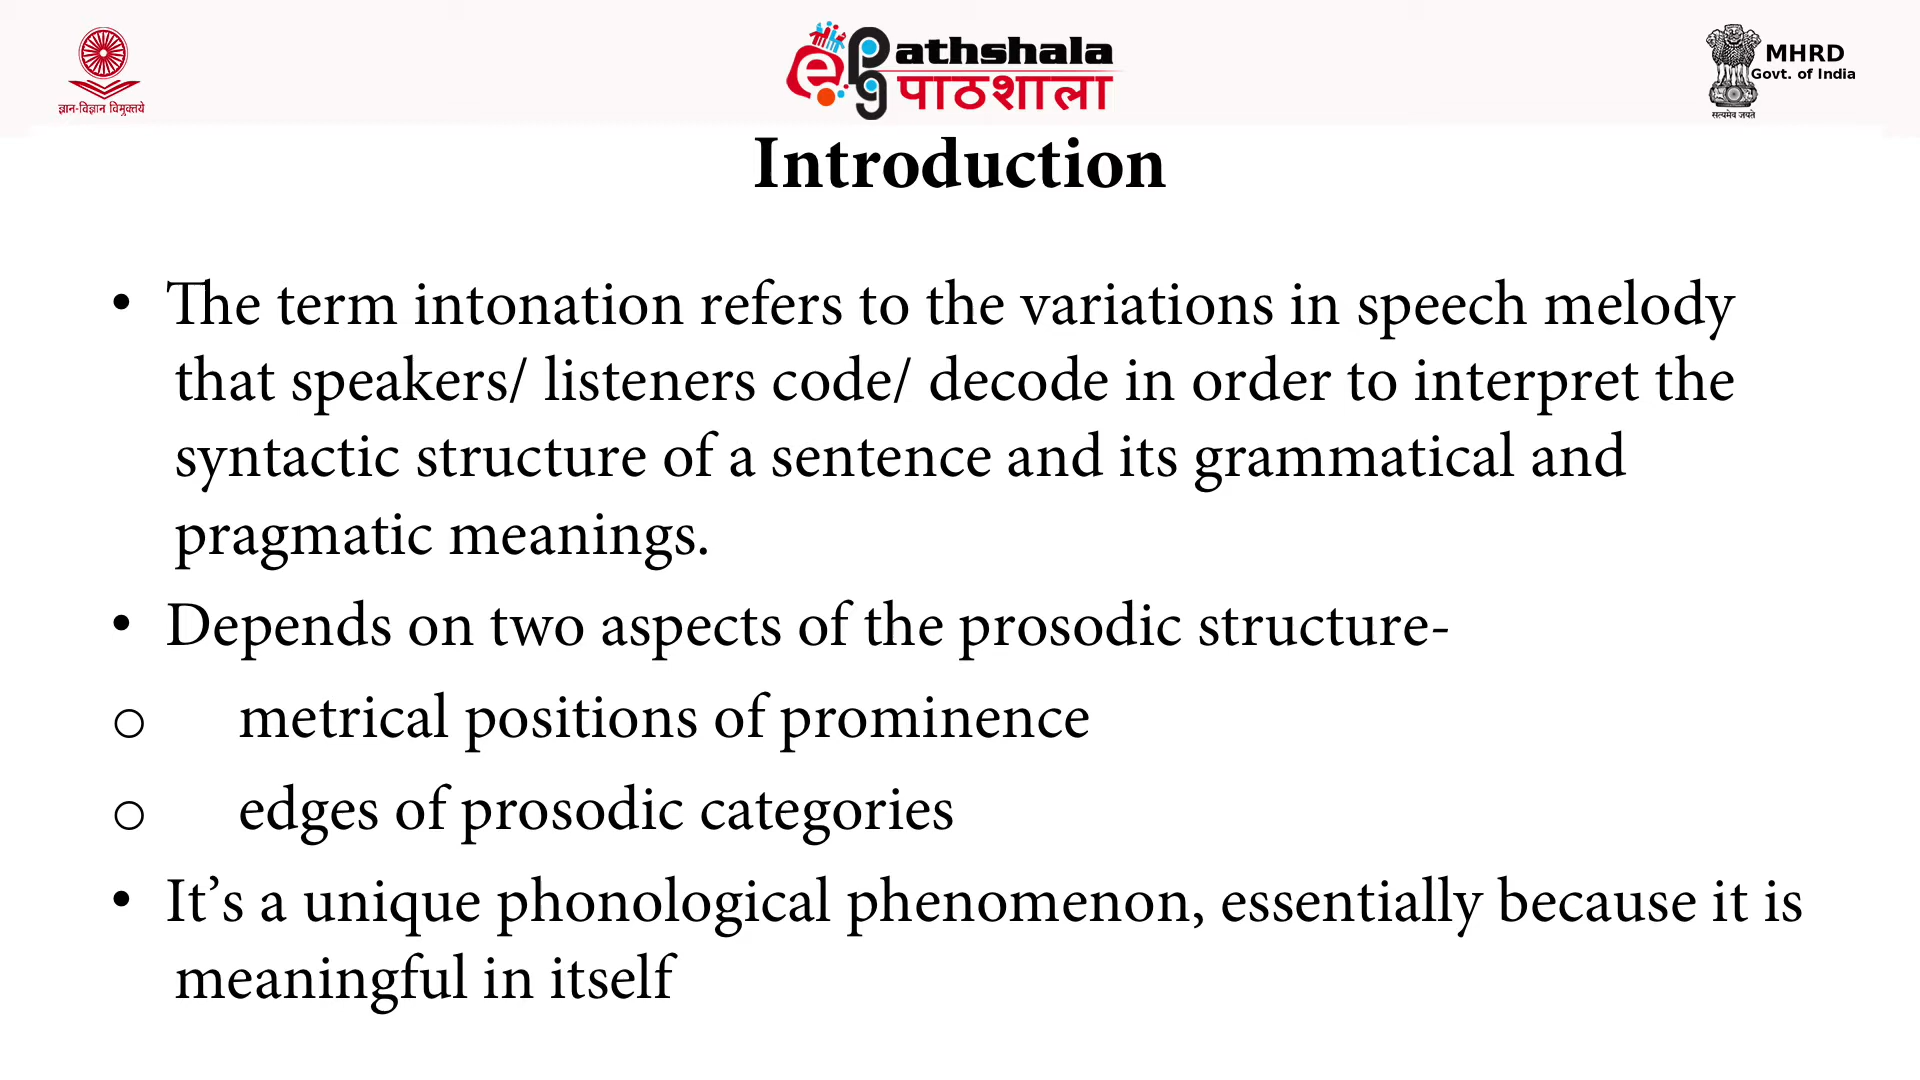 ज्ञान-विज्ञान विमुक्तये
ePathshala
पाठशाला
MHRD
Govt. of India
सत्यमेव जयते
Introduction
• The term intonation refers to the variations in speech melody
that speakers/ listeners code/ decode in order to interpret the
syntactic structure of a sentence and its grammatical and
pragmatic meanings.
• Depends on two aspects of the prosodic structure-
o metrical positions of prominence
o edges of prosodic categories
• It’s a unique phonological phenomenon, essentially because it is
meaningful in itself